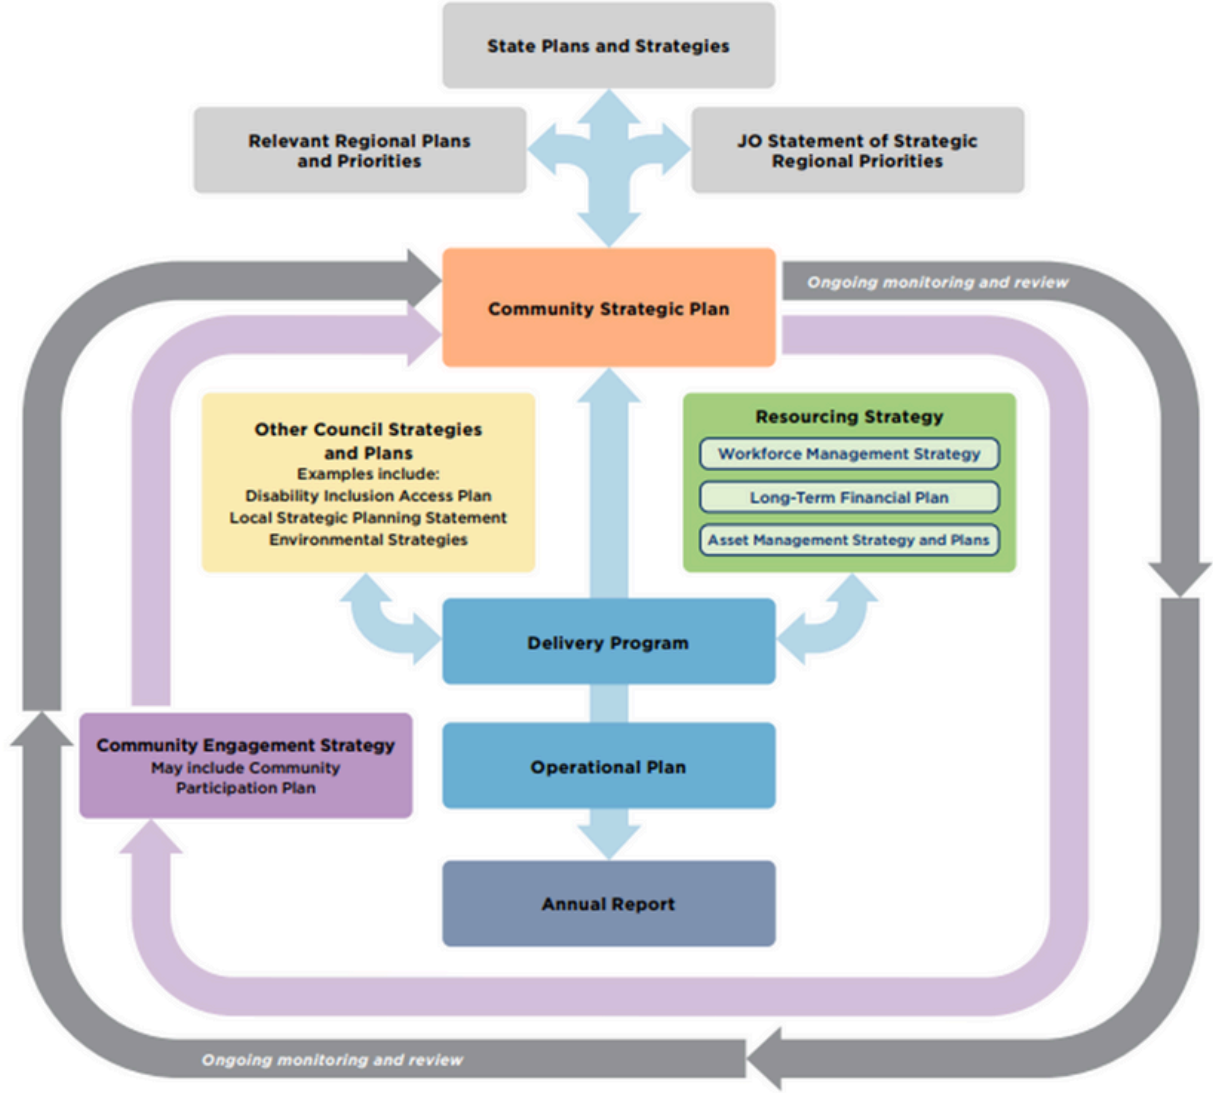 State Plans and Strategies
Relevant Regional Plans
and Priorities
JO Statement of Strategic
Regional Priorities
Community Strategic Plan
Ongoing monitoring and review
Other Council Strategies
and Plans
Examples include:
Disability Inclusion Access Plan
Local Strategic Planning Statement
Environmental Strategies
Resourcing Strategy
Workforce Management Strategy
Long-Term Financial Plan
Asset Management Strategy and Plans
Delivery Program
Community Engagement Strategy
May include Community
Participation Plan
Operational Plan
Annual Report
Ongoing monitoring and review